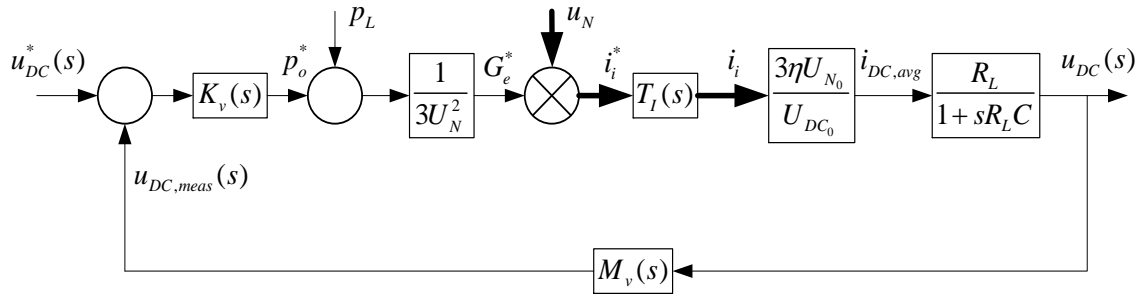 u*_DC(s)
K_v(s)
p*_o
p_L
1
3U_N^2
G*_e
u_N
i*_i
T_I(s)
i_i
3ηU_N0
U_DC0
i_DC,avg
R_L
1 + sR_LC
u_DC(s)
u_DC,meas(s)
M_v(s)